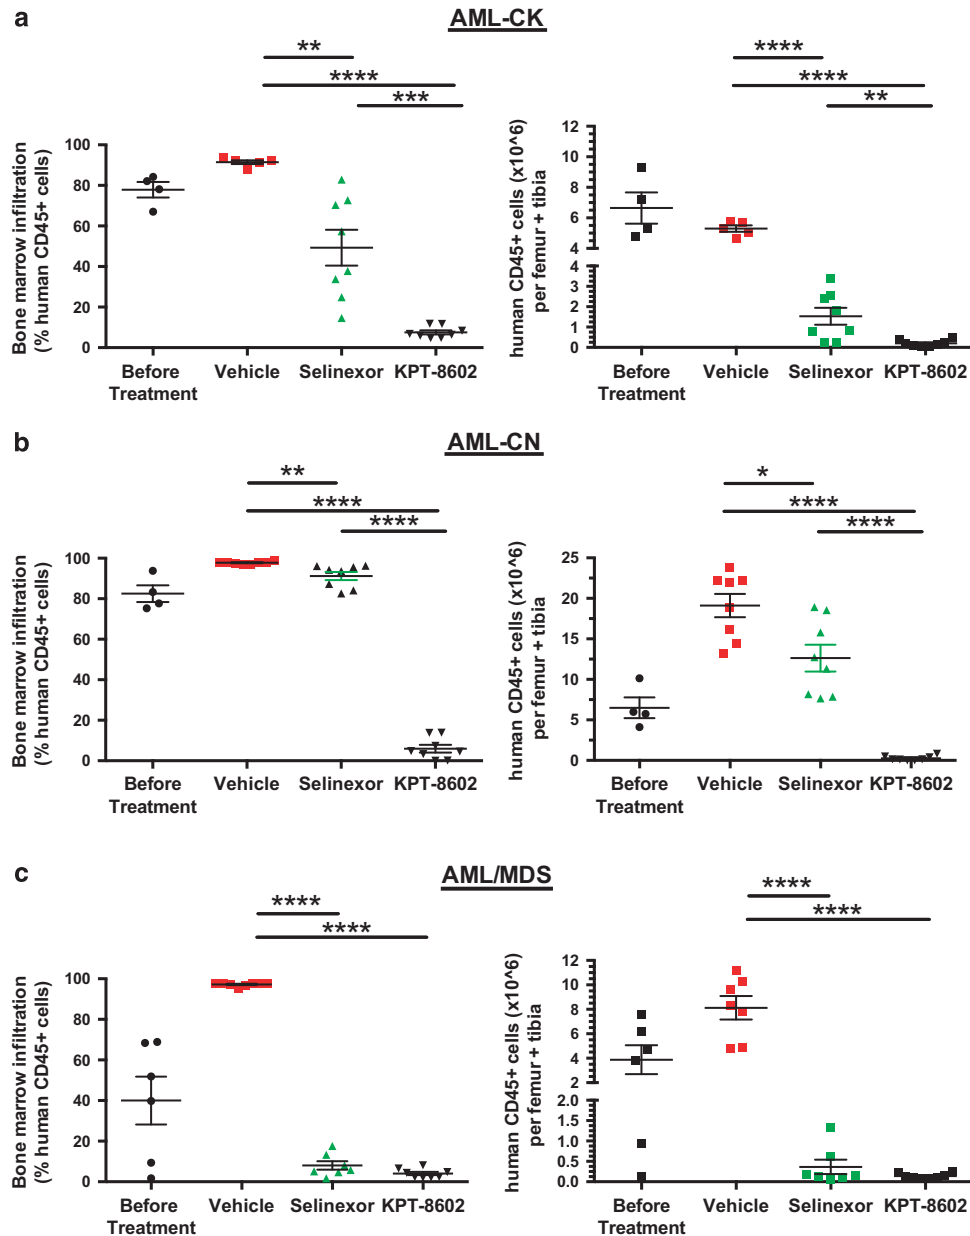 a
AML-CK
**
****
***
Bone marrow infiltration
(% human CD45+ cells)
100
80
60
40
20
0
Before
Treatment
Vehicle
Selinexor
KPT-8602
****
****
**
human CD45+ cells (x10^6)
per femur + tibia
12
10
8
6
4
4
3
2
1
0
Before
Treatment
Vehicle
Selinexor
KPT-8602
b
AML-CN
**
****
****
Bone marrow infiltration
(% human CD45+ cells)
100
80
60
40
20
0
Before
Treatment
Vehicle
Selinexor
KPT-8602
*
****
****
human CD45+ cells (x10^6)
per femur + tibia
25
20
15
10
5
0
Before
Treatment
Vehicle
Selinexor
KPT-8602
c
AML/MDS
****
****
Bone marrow infiltration
(% human CD45+ cells)
100
80
60
40
20
0
Before
Treatment
Vehicle
Selinexor
KPT-8602
****
****
human CD45+ cells (x10^6)
per femur + tibia
12
10
8
6
4
2
2.0
1.5
1.0
0.5
0.0
Before
Treatment
Vehicle
Selinexor
KPT-8602